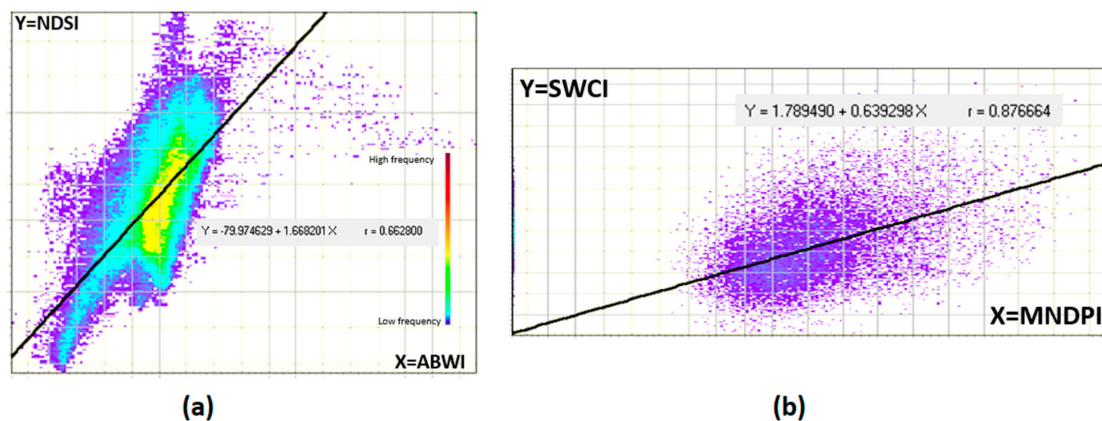 Y=NDSI
High frequency
Y = -79.974629 + 1.668201 X r = 0.662800
Low frequency
X=ABWI
(a)
Y=SWCI
Y = 1.789490 + 0.639298 X r = 0.876664
X=MNDPI
(b)